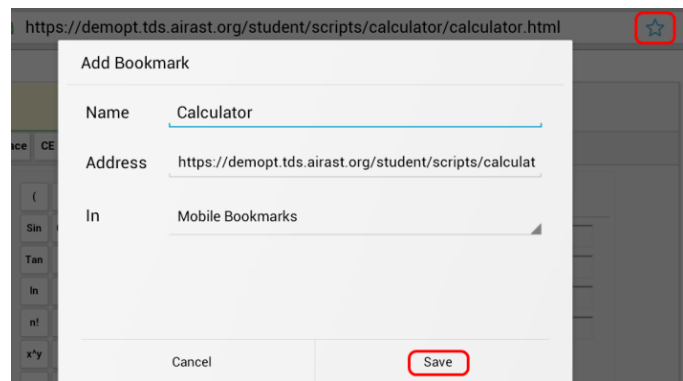 https://demopt.tds.airast.org/student/scripts/calculator/calculator.html
Add Bookmark
Name Calculator
CE
Address https://demopt.tds.airast.org/student/scripts/calculat
(
In Mobile Bookmarks
Sin
Tan
ln
n!
x^y
Cancel Save